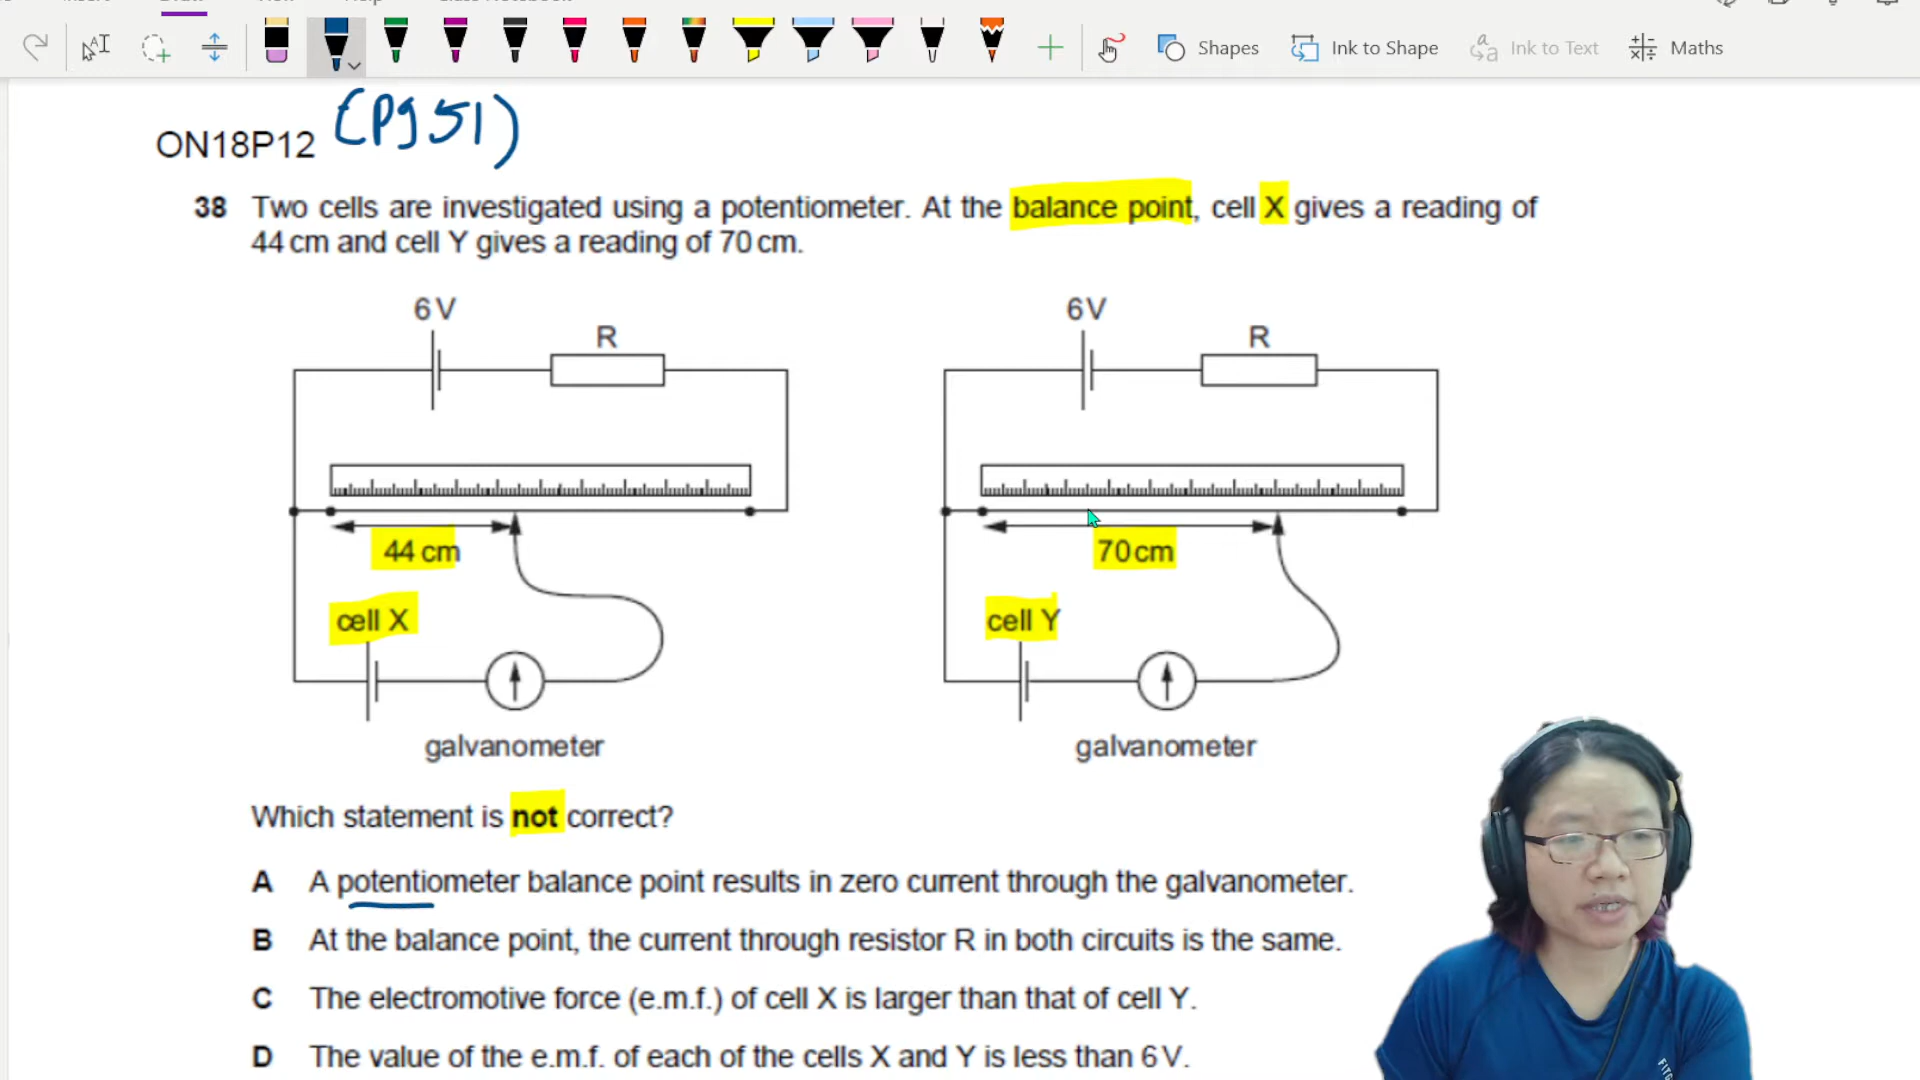 Shapes Ink to Shape Ink to Text Maths
ON18P12 (Pg 51)
38 Two cells are investigated using a potentiometer. At the balance point, cell X gives a reading of
44 cm and cell Y gives a reading of 70 cm.
6 V
R
44 cm
cell X
galvanometer
6 V
R
70 cm
cell Y
galvanometer
Which statement is not correct?
A A potentiometer balance point results in zero current through the galvanometer.
B At the balance point, the current through resistor R in both circuits is the same.
C The electromotive force (e.m.f.) of cell X is larger than that of cell Y.
D The value of the e.m.f. of each of the cells X and Y is less than 6 V.